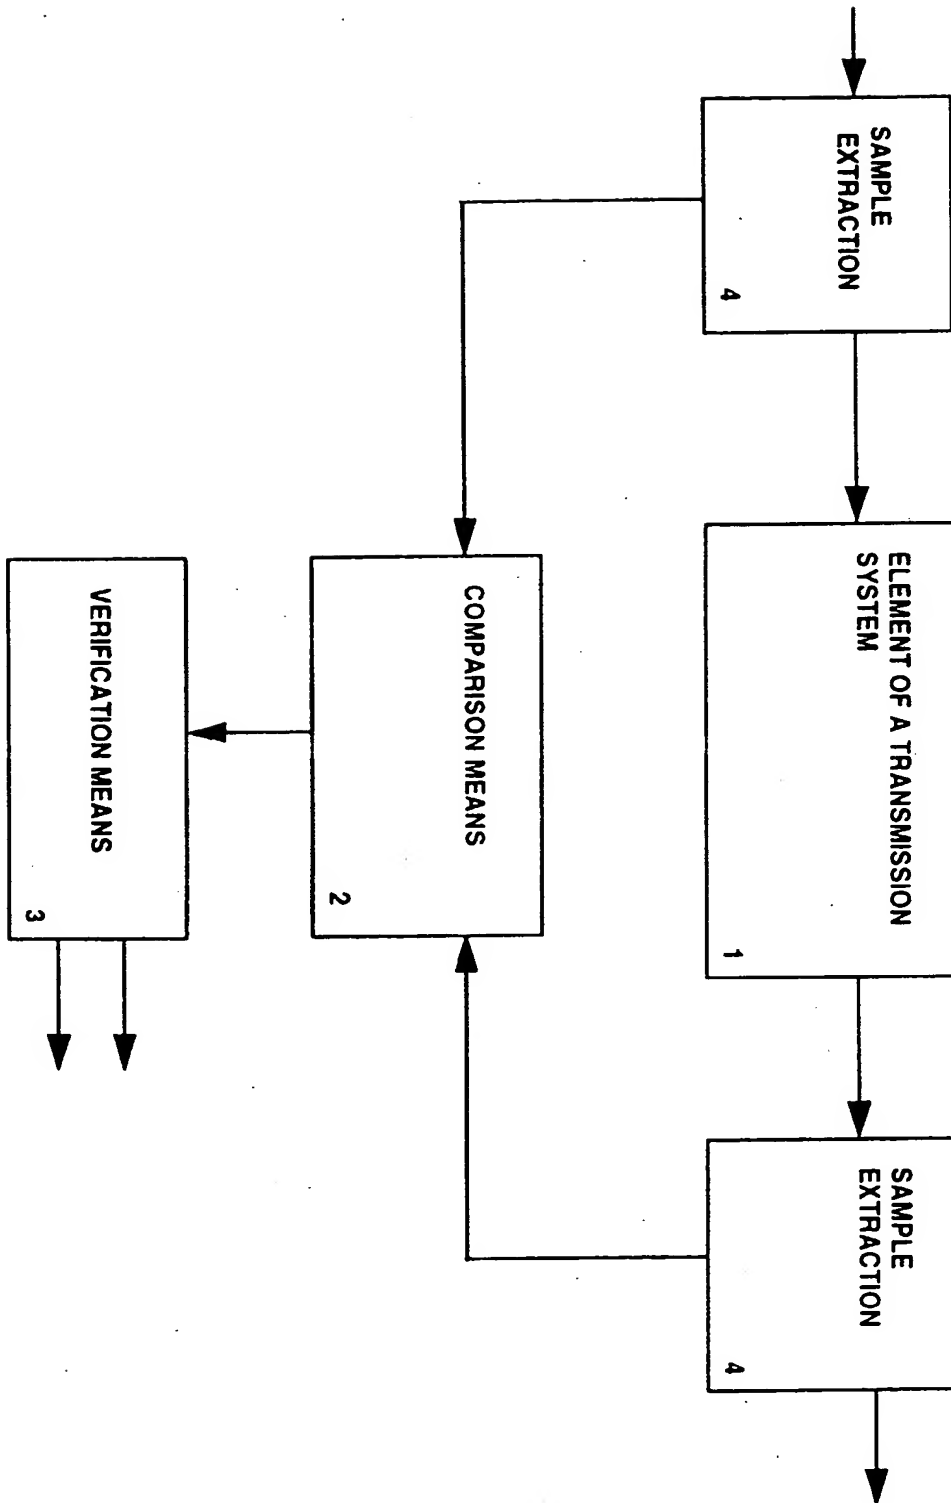 SAMPLE
EXTRACTION
4
ELEMENT OF A TRANSMISSION
SYSTEM
1
SAMPLE
EXTRACTION
4
COMPARISON MEANS
2
VERIFICATION MEANS
3